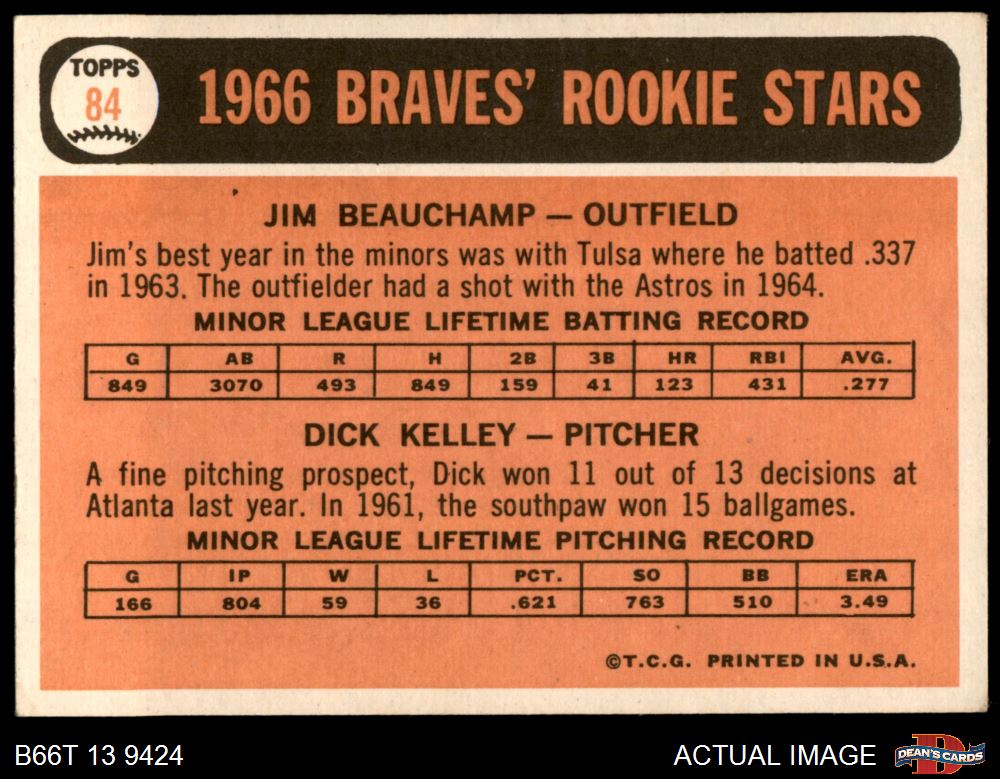 TOPPS
84
1966 BRAVES' ROOKIE STARS
JIM BEAUCHAMP — OUTFIELD
Jim's best year in the minors was with Tulsa where he batted .337
in 1963. The outfielder had a shot with the Astros in 1964.
MINOR LEAGUE LIFETIME BATTING RECORD
G AB R H 2B 3B HR RBI AVG.
849 3070 493 849 159 41 123 431 .277
DICK KELLEY — PITCHER
A fine pitching prospect, Dick won 11 out of 13 decisions at
Atlanta last year. In 1961, the southpaw won 15 ballgames.
MINOR LEAGUE LIFETIME PITCHING RECORD
G IP W L PCT. SO BB ERA
166 804 59 36 .621 763 510 3.49
©T.C.G. PRINTED IN U.S.A.
B66T 13 9424 ACTUAL IMAGE DEAN'S CARDS